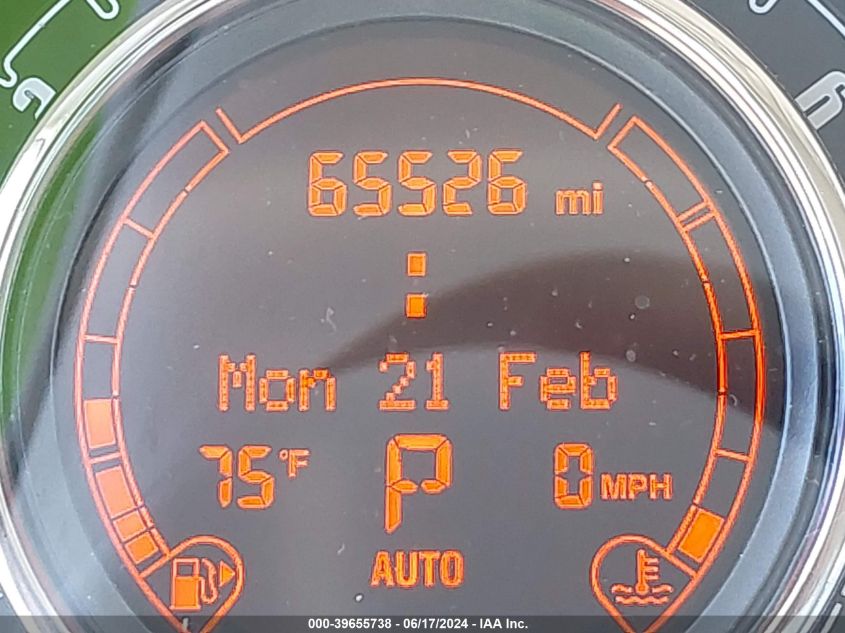 65526 mi
:
Mon 21 Feb
75°F P 0 MPH
AUTO
000-39655738 - 06/17/2024 - IAA Inc.